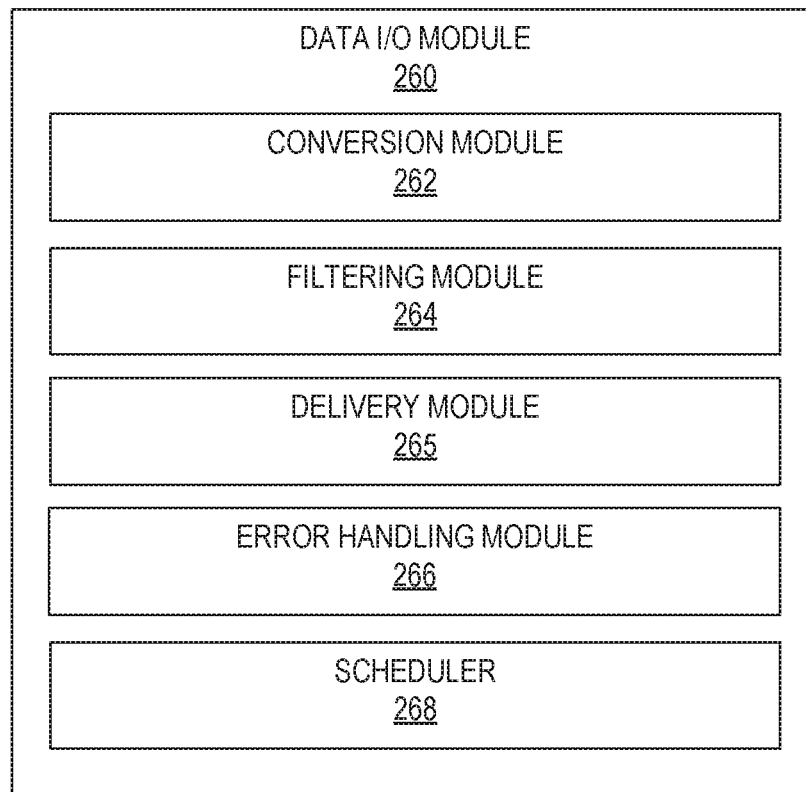 DATA I/O MODULE
260
CONVERSION MODULE
262
FILTERING MODULE
264
DELIVERY MODULE
265
ERROR HANDLING MODULE
266
SCHEDULER
268